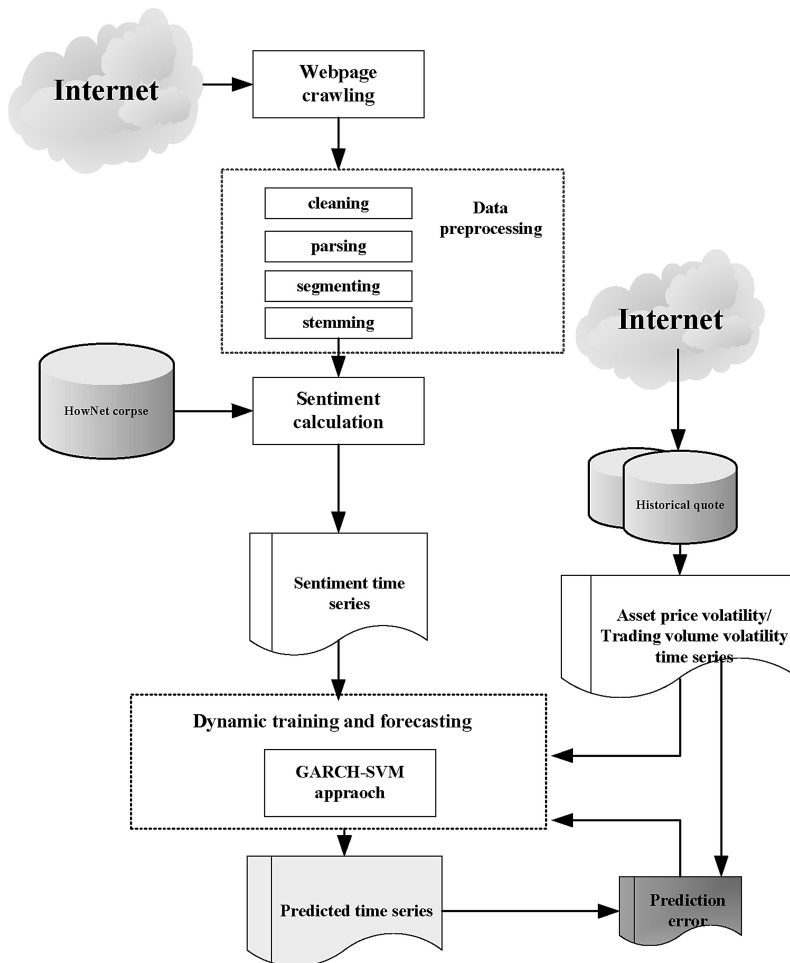 Internet
Webpage
crawling
cleaning
Data
preprocessing
parsing
segmenting
stemming
Internet
HowNet corpse
Sentiment
calculation
Historical quote
Sentiment time
series
Asset price volatility/
Trading volume volatility
time series
Dynamic training and forecasting
GARCH-SVM
appraoch
Predicted time series
Prediction
error